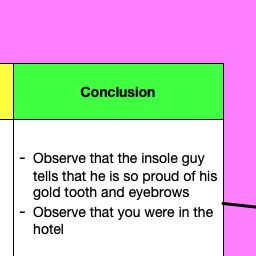 Conclusion
- Observe that the insole guy
tells that he is so proud of his
gold tooth and eyebrows
- Observe that you were in the
hotel